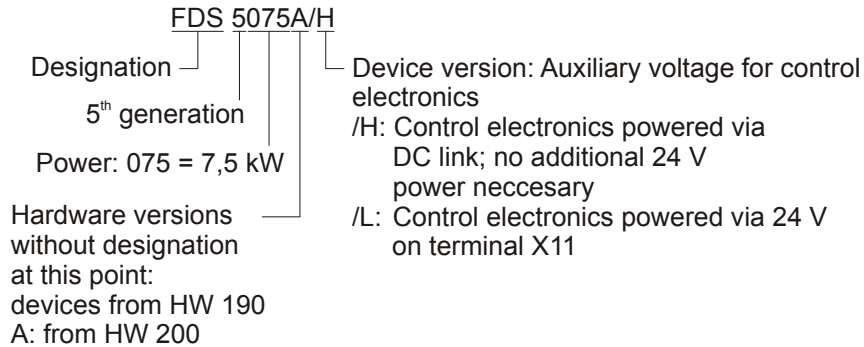 FDS 5075A/H
Designation
5th generation
Power: 075 = 7,5 kW
Hardware versions
without designation
at this point:
devices from HW 190
A: from HW 200
Device version: Auxiliary voltage for control
electronics
/H: Control electronics powered via
DC link; no additional 24 V
power neccesary
/L: Control electronics powered via 24 V
on terminal X11